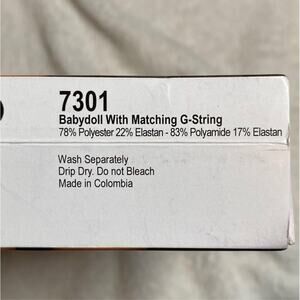 7301
Babydoll With Matching G-String
78% Polyester 22% Elastan - 83% Polyamide 17% Elastan
Wash Separately
Drip Dry. Do not Bleach
Made in Colombia